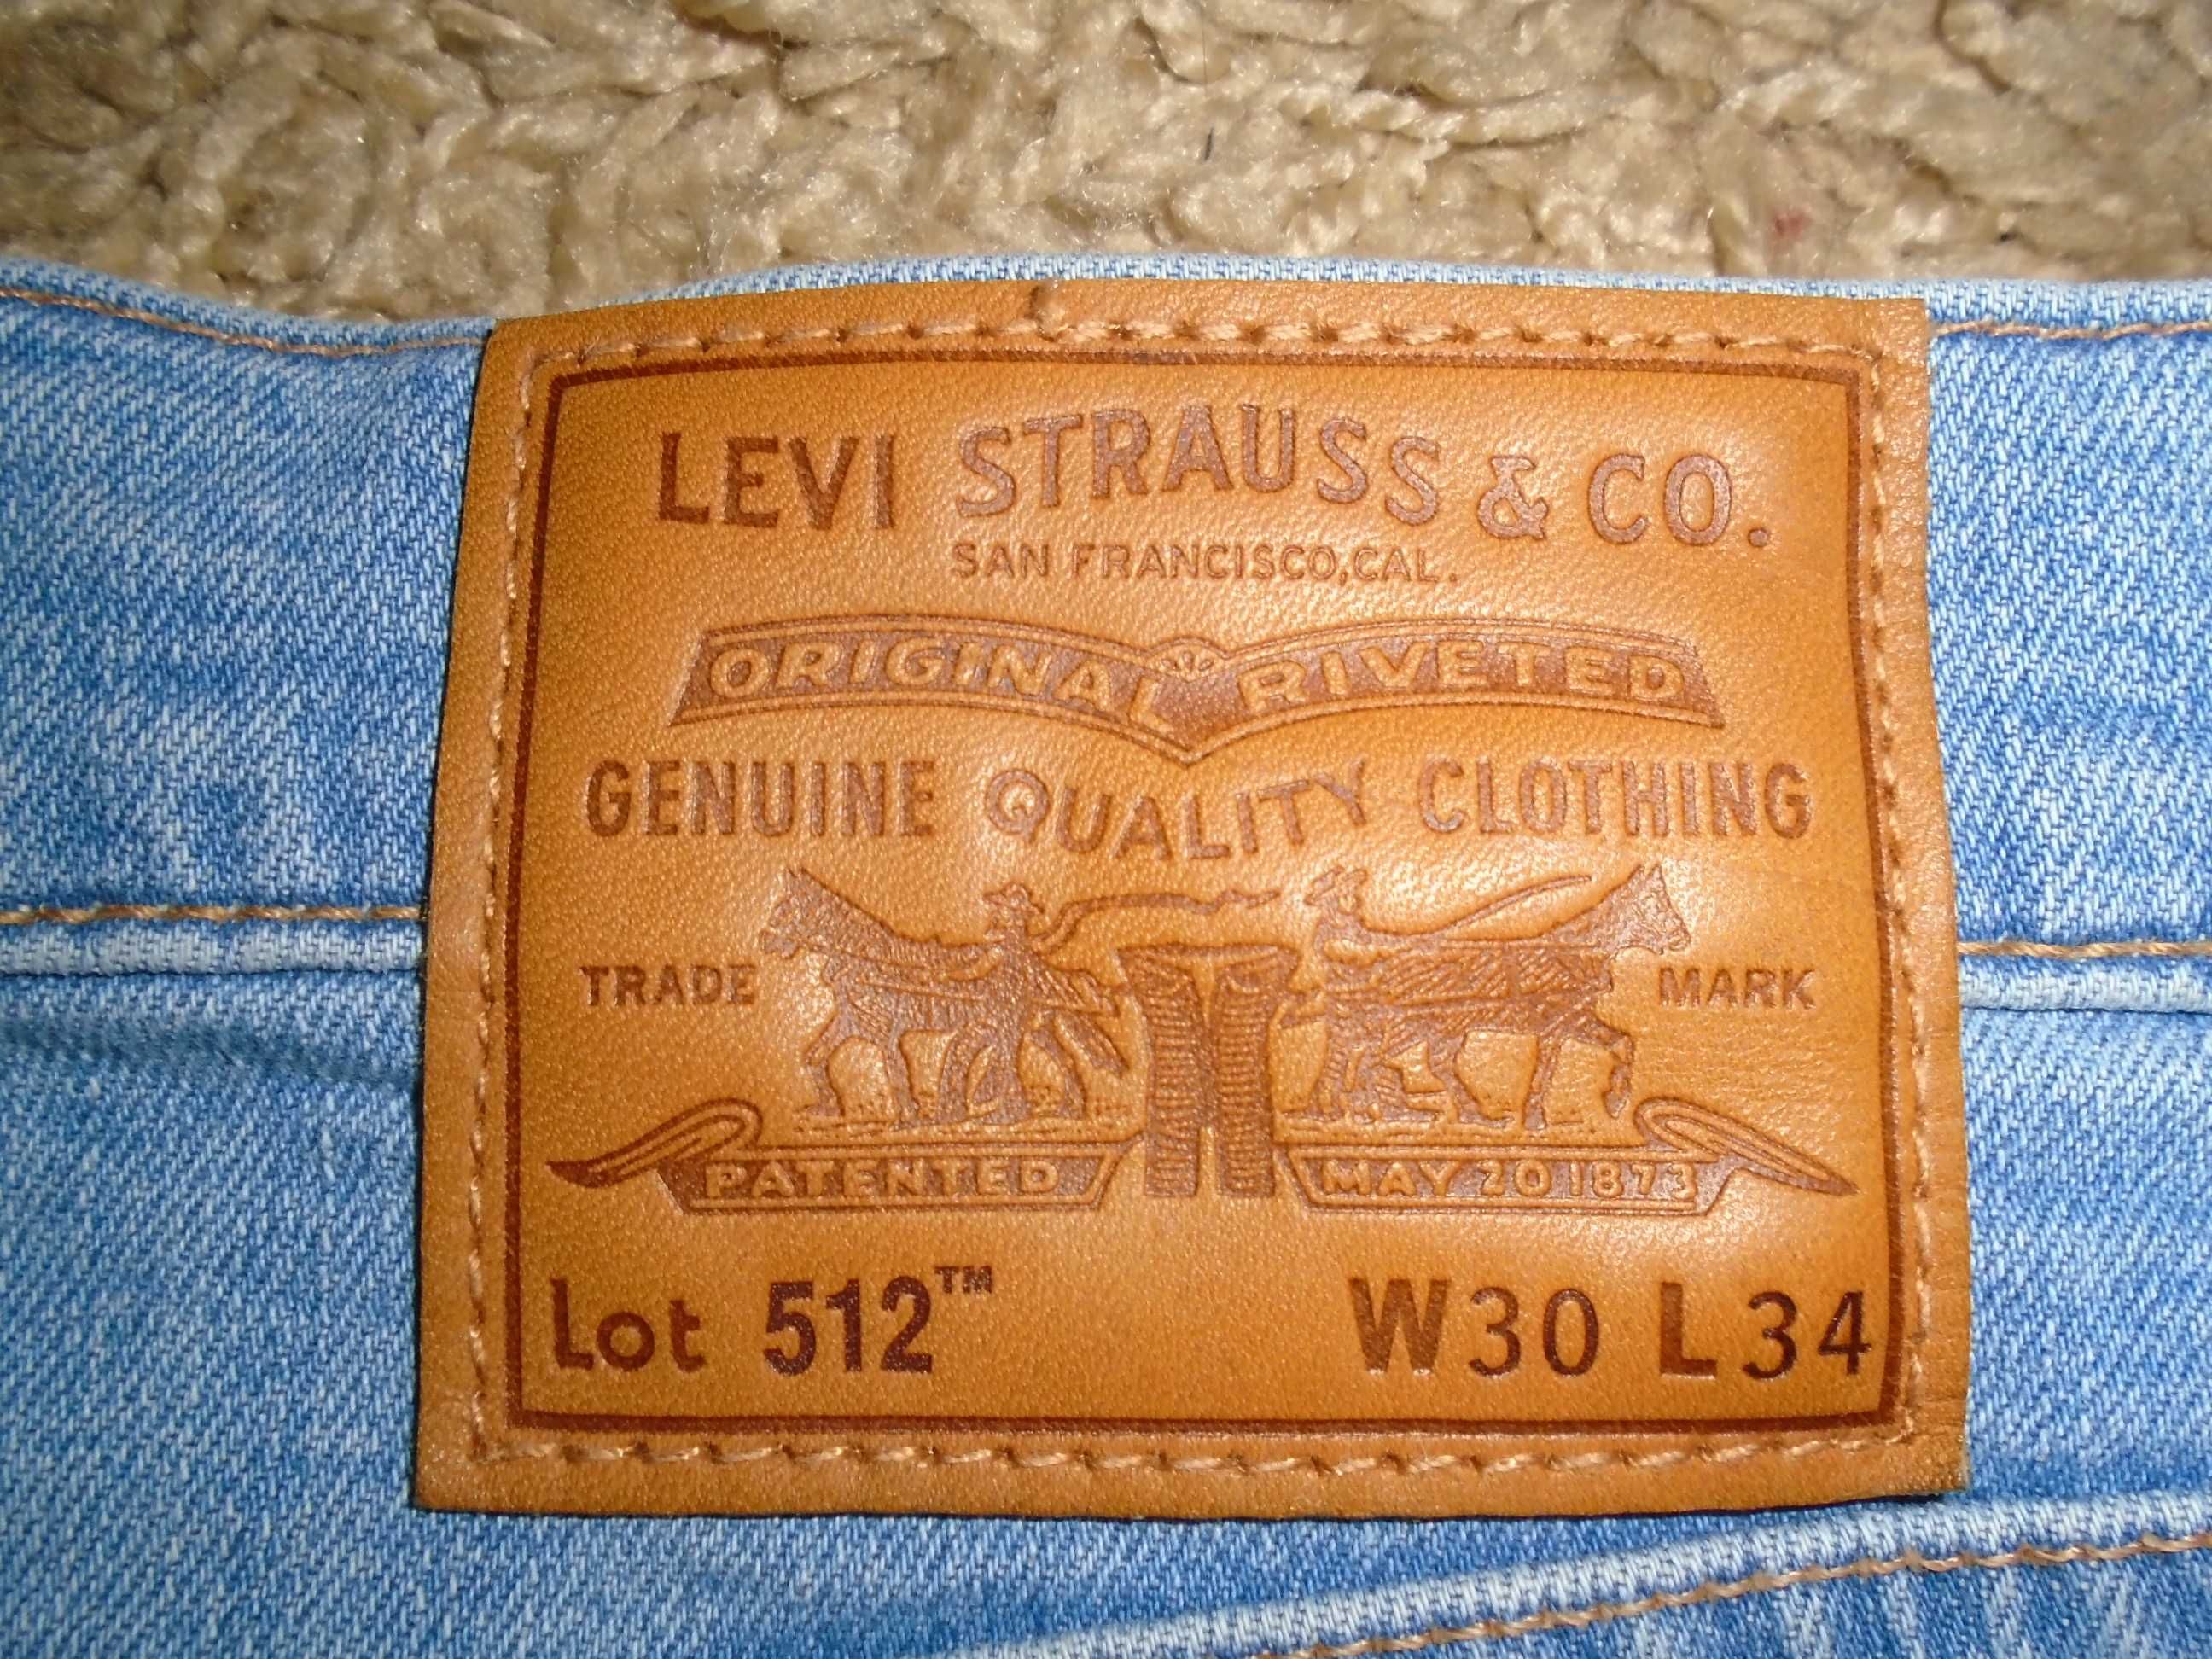 LEVI STRAUSS & CO.
SAN FRANCISCO, CAL.
ORIGINAL RIVETED
GENUINE QUALITY CLOTHING
TRADE MARK
PATENTED MAY 20 1873
Lot 512™ W30 L34